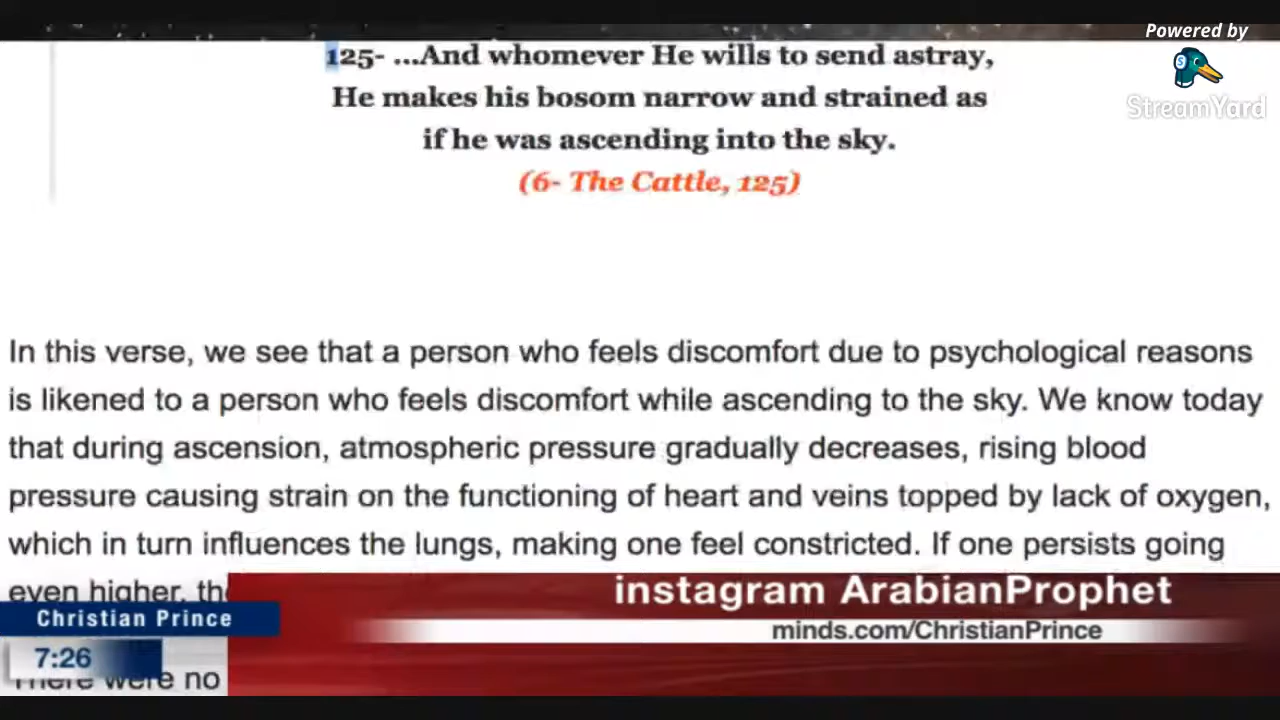 Powered by
StreamYard
125- ...And whomever He wills to send astray,
He makes his bosom narrow and strained as
if he was ascending into the sky.
(6- The Cattle, 125)
In this verse, we see that a person who feels discomfort due to psychological reasons
is likened to a person who feels discomfort while ascending to the sky. We know today
that during ascension, atmospheric pressure gradually decreases, rising blood
pressure causing strain on the functioning of heart and veins topped by lack of oxygen,
which in turn influences the lungs, making one feel constricted. If one persists going
even higher,
instagram ArabianProphet
Christian Prince
minds.com/ChristianPrince
7:26
There were no